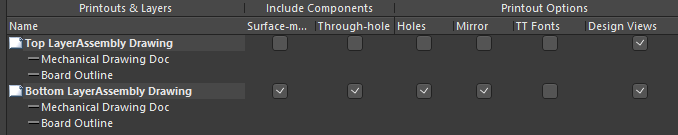 Printouts & Layers Include Components Printout Options
Name Surface-m... Through-hole Holes Mirror TT Fonts Design Views
Top LayerAssembly Drawing
Mechanical Drawing Doc
Board Outline
Bottom LayerAssembly Drawing
Mechanical Drawing Doc
Board Outline